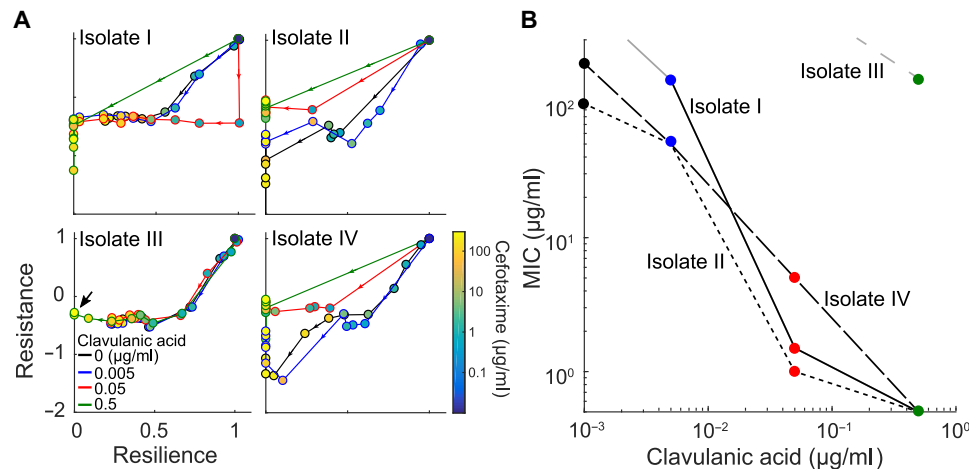 A
B
Isolate I
Isolate II
Isolate III
Isolate IV
1
0
−1
−2
Resistance
0
0.5
1
Resilience
Clavulanic acid
0 (μg/ml)
0.005
0.05
0.5
100
10
1
0.1
Cefotaxime (μg/ml)
10²
10¹
10⁰
MIC (μg/ml)
Isolate III
Isolate I
Isolate II
Isolate IV
10⁻³
10⁻²
10⁻¹
10⁰
Clavulanic acid (μg/ml)